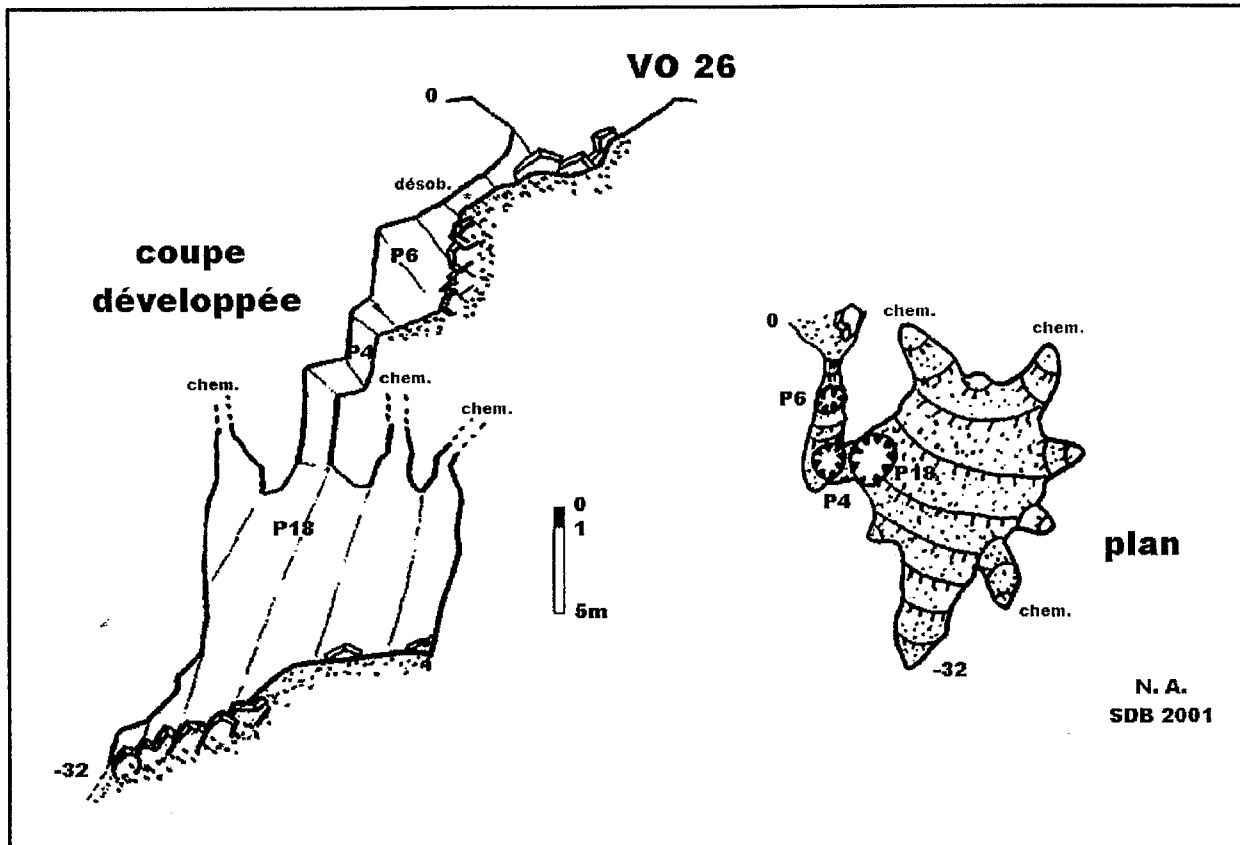 VO 26
0
désob.
P6
coupe
développée
P4
chem.
chem.
chem.
P18
0
1
5m
-32
0
chem.
chem.
P6
P18
P4
plan
chem.
-32
N. A.
SDB 2001